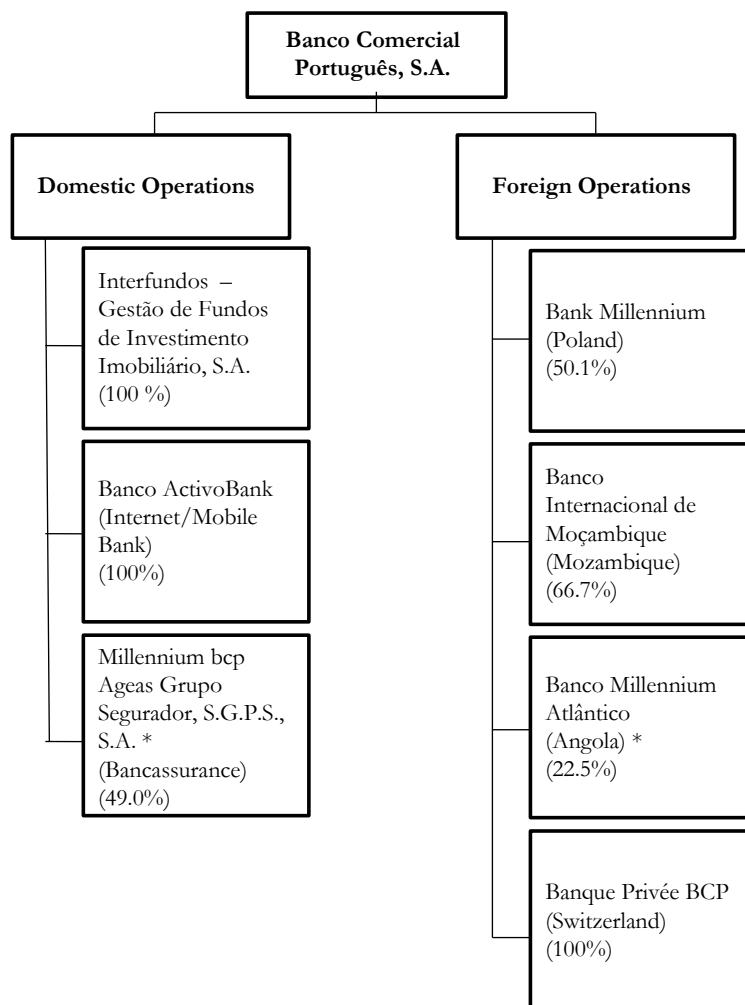 Banco Comercial
Português, S.A.
Domestic Operations
Interfundos –
Gestão de Fundos
de Investimento
Imobiliário, S.A.
(100 %)
Banco ActivoBank
(Internet/Mobile
Bank)
(100%)
Millennium bcp
Ageas Grupo
Segurador, S.G.P.S.,
S.A. *
(Bancassurance)
(49.0%)
Foreign Operations
Bank Millennium
(Poland)
(50.1%)
Banco
Internacional de
Moçambique
(Mozambique)
(66.7%)
Banco Millennium
Atlântico
(Angola) *
(22.5%)
Banque Privée BCP
(Switzerland)
(100%)